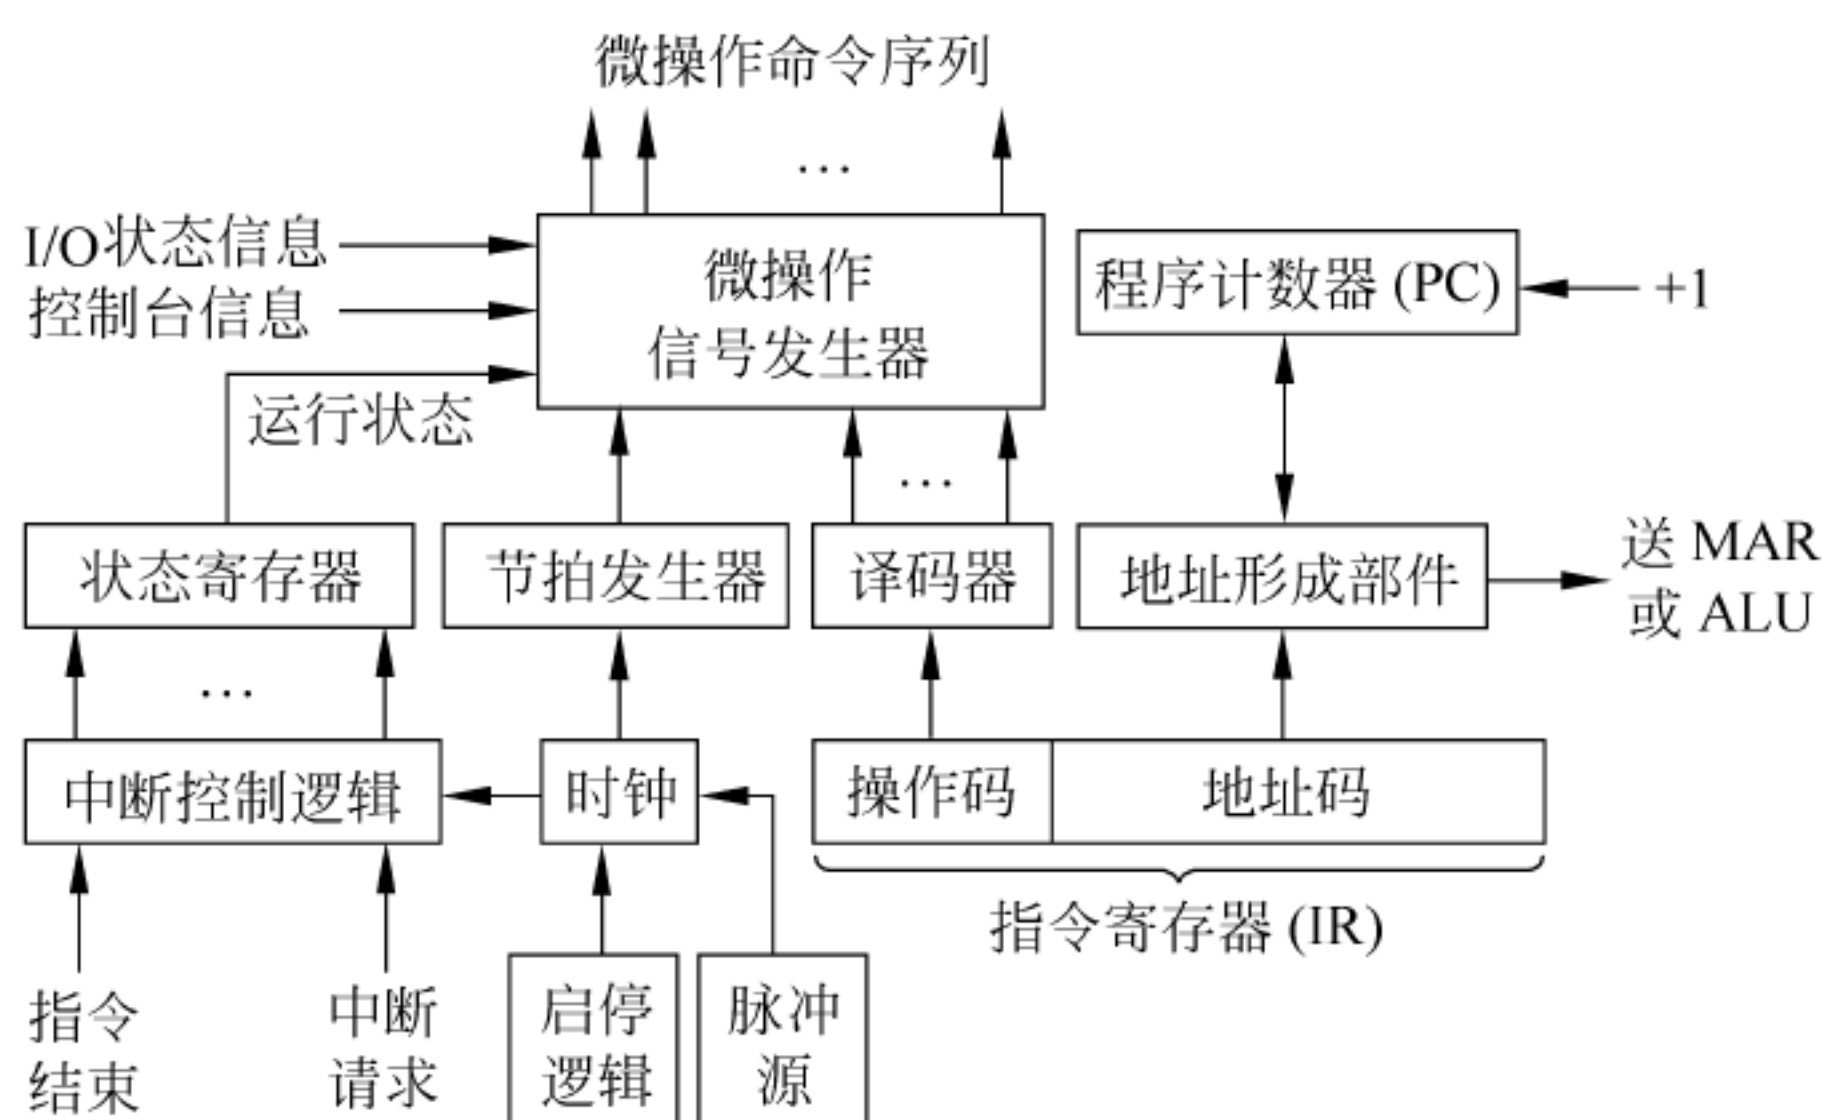 微操作命令序列
…
I/O状态信息
控制台信息
微操作
信号发生器
程序计数器 (PC)
+1
运行状态
…
状态寄存器
节拍发生器
译码器
地址形成部件
送 MAR
或 ALU
…
中断控制逻辑
时钟
操作码
地址码
指令寄存器 (IR)
指令
结束
中断
请求
启停
逻辑
脉冲
源